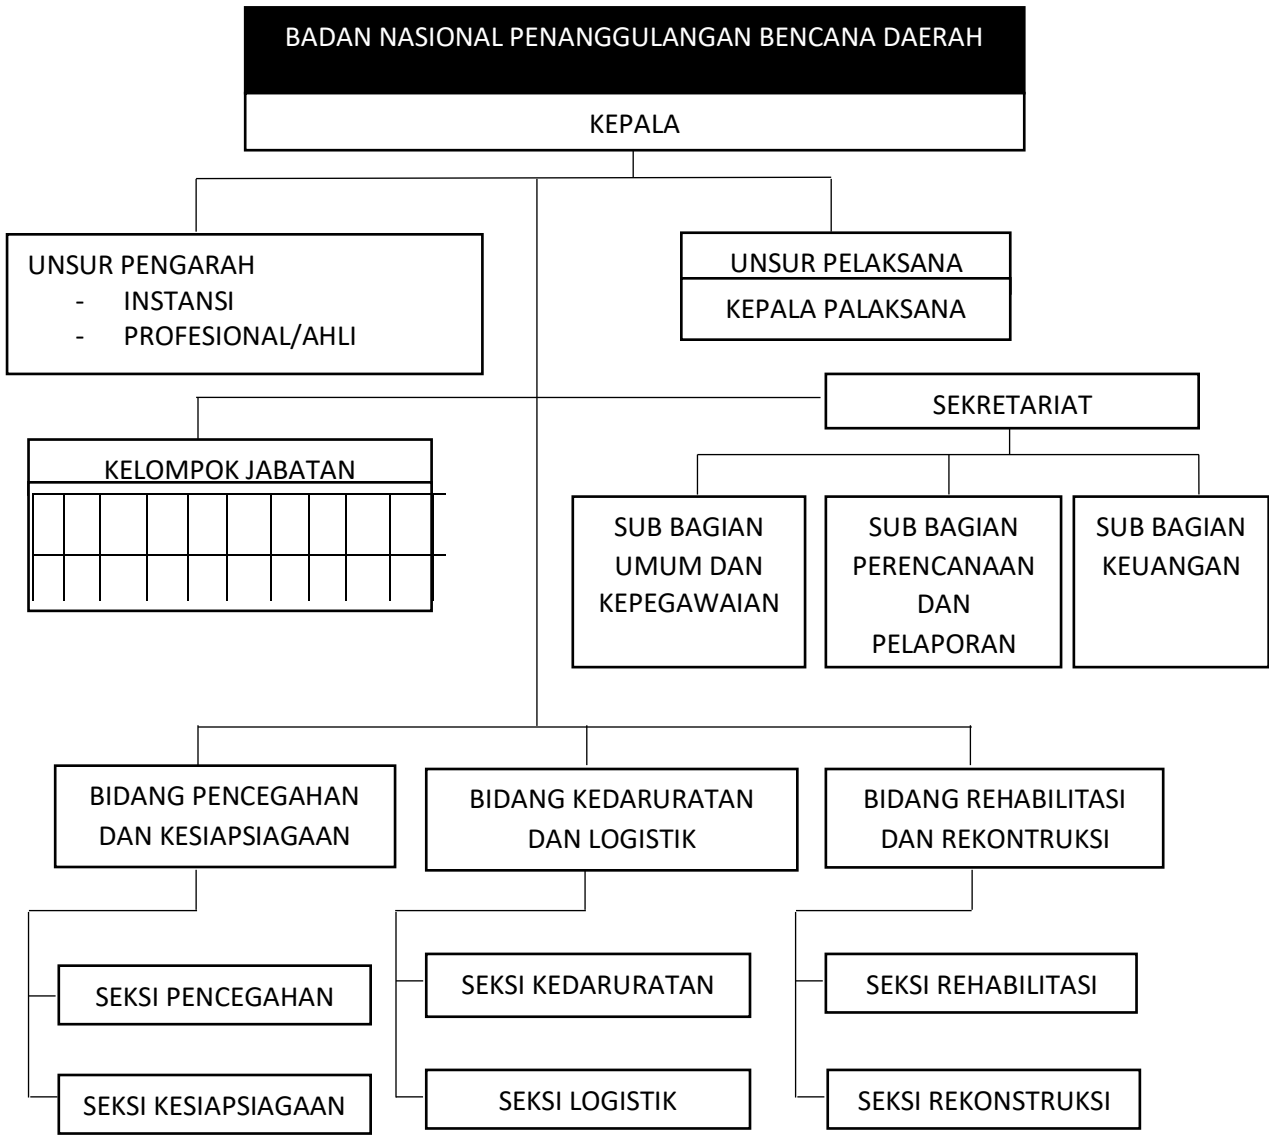 BADAN NASIONAL PENANGGULANGAN BENCANA DAERAH
KEPALA
UNSUR PENGARAH
- INSTANSI
- PROFESIONAL/AHLI
UNSUR PELAKSANA
KEPALA PALAKSANA
SEKRETARIAT
KELOMPOK JABATAN
SUB BAGIAN
UMUM DAN
KEPEGAWAIAN
SUB BAGIAN
PERENCANAAN
DAN
PELAPORAN
SUB BAGIAN
KEUANGAN
BIDANG PENCEGAHAN
DAN KESIAPSIAGAAN
BIDANG KEDARURATAN
DAN LOGISTIK
BIDANG REHABILITASI
DAN REKONTRUKSI
SEKSI PENCEGAHAN
SEKSI KEDARURATAN
SEKSI REHABILITASI
SEKSI KESIAPSIAGAAN
SEKSI LOGISTIK
SEKSI REKONSTRUKSI